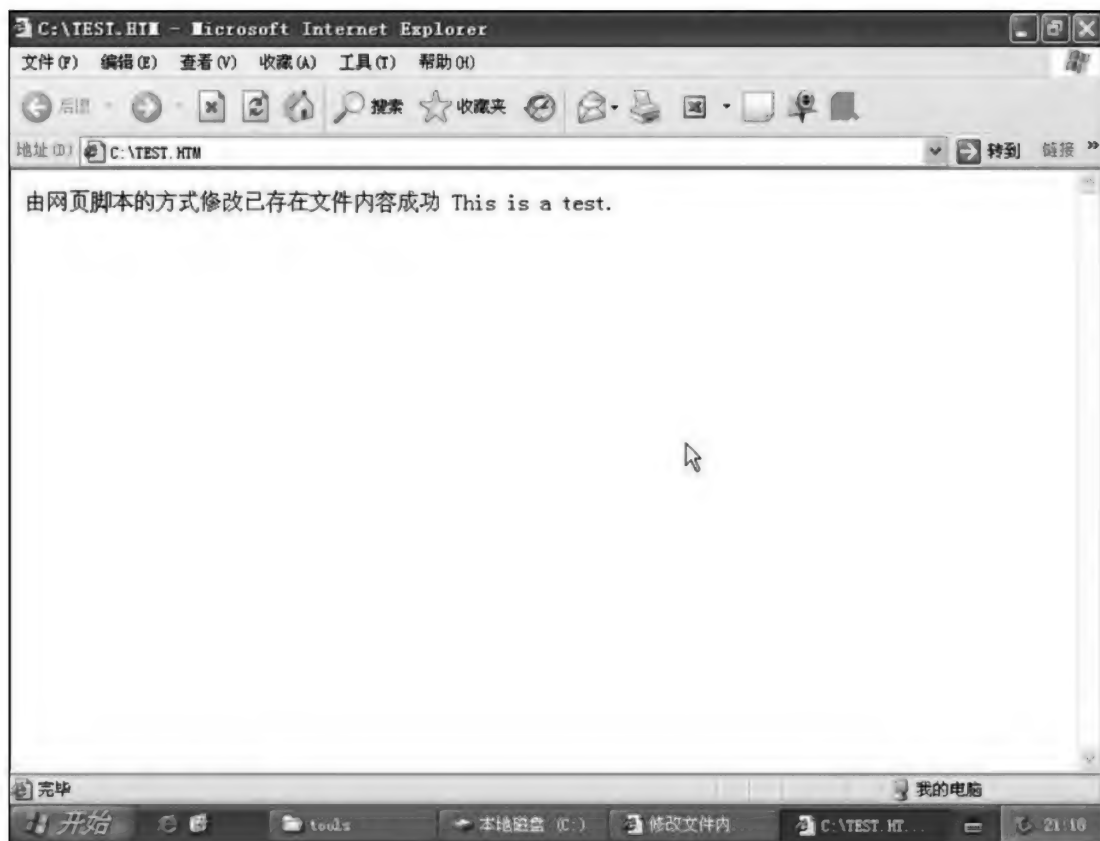 C:\TEST.HTM - Microsoft Internet Explorer
文件(F) 编辑(E) 查看(V) 收藏(A) 工具(T) 帮助(H)
后退 搜索 收藏夹
地址(D) C:\TEST.HTM 转到 链接 »
由网页脚本的方式修改已存在文件内容成功 This is a test.
完毕 我的电脑
开始 tools 本地磁盘 (C:) 修改文件内 C:\TEST.HT... 21:16